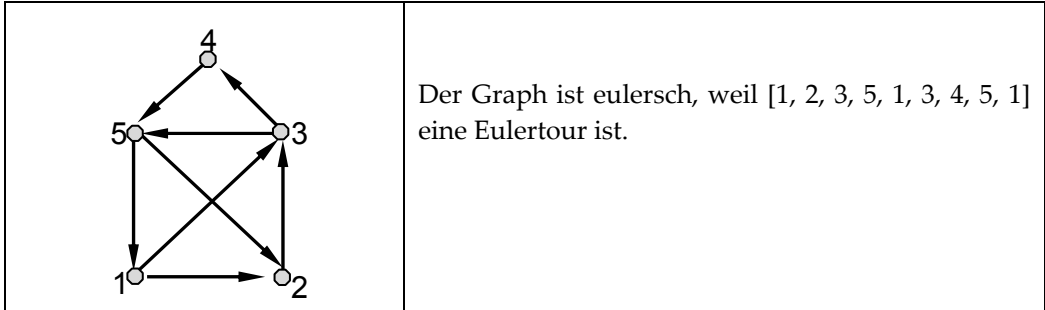 4
5
3
1
2
Der Graph ist eulersch, weil [1, 2, 3, 5, 1, 3, 4, 5, 1]
eine Eulertour ist.